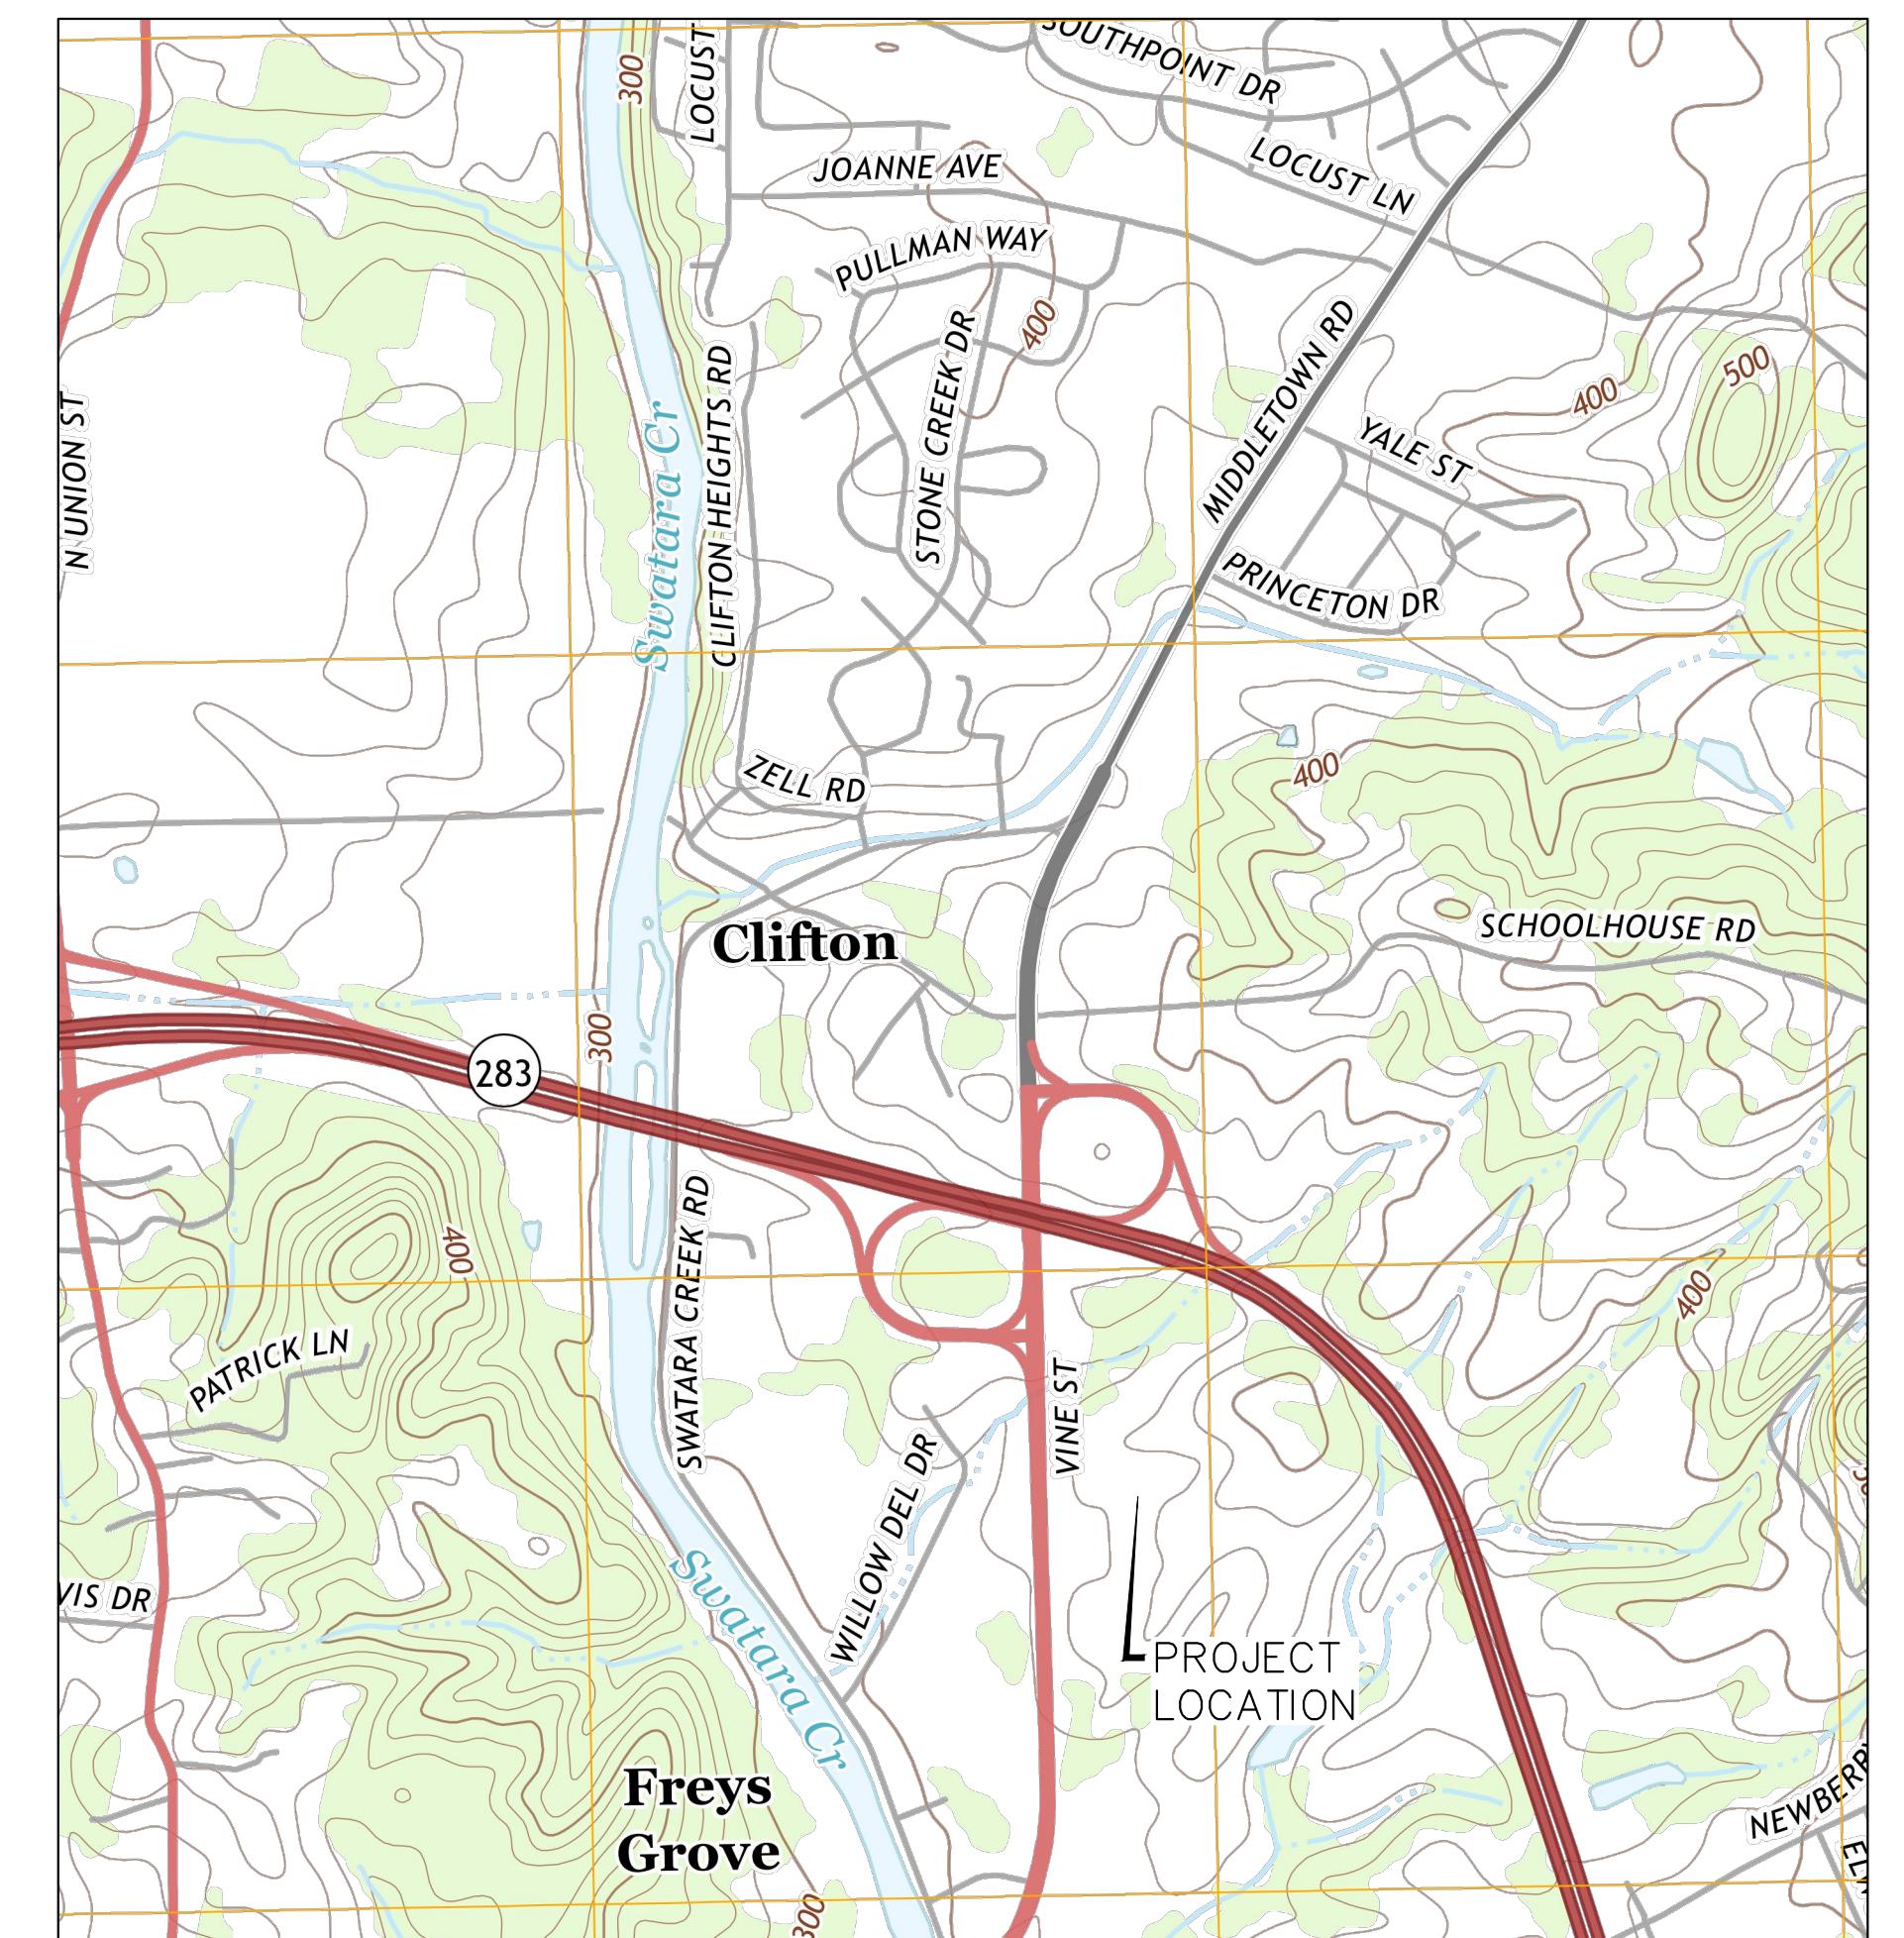 SOUTHPOINT DR
300
LOCUST
LOCUST LN
JOANNE AVE
PULLMAN WAY
400
STONE CREEK DR
MIDDLETOWN RD
500
400
YALE ST
N UNION ST
Swatara Cr
CLIFTON HEIGHTS RD
PRINCETON DR
ZELL RD
400
Clifton
SCHOOLHOUSE RD
300
283
400
SWATARA CREEK RD
400
PATRICK LN
VINE ST
WILLOW DEL DR
VIS DR
Swatara Cr
PROJECT
LOCATION
Freys
Grove
NEWBERRY
300